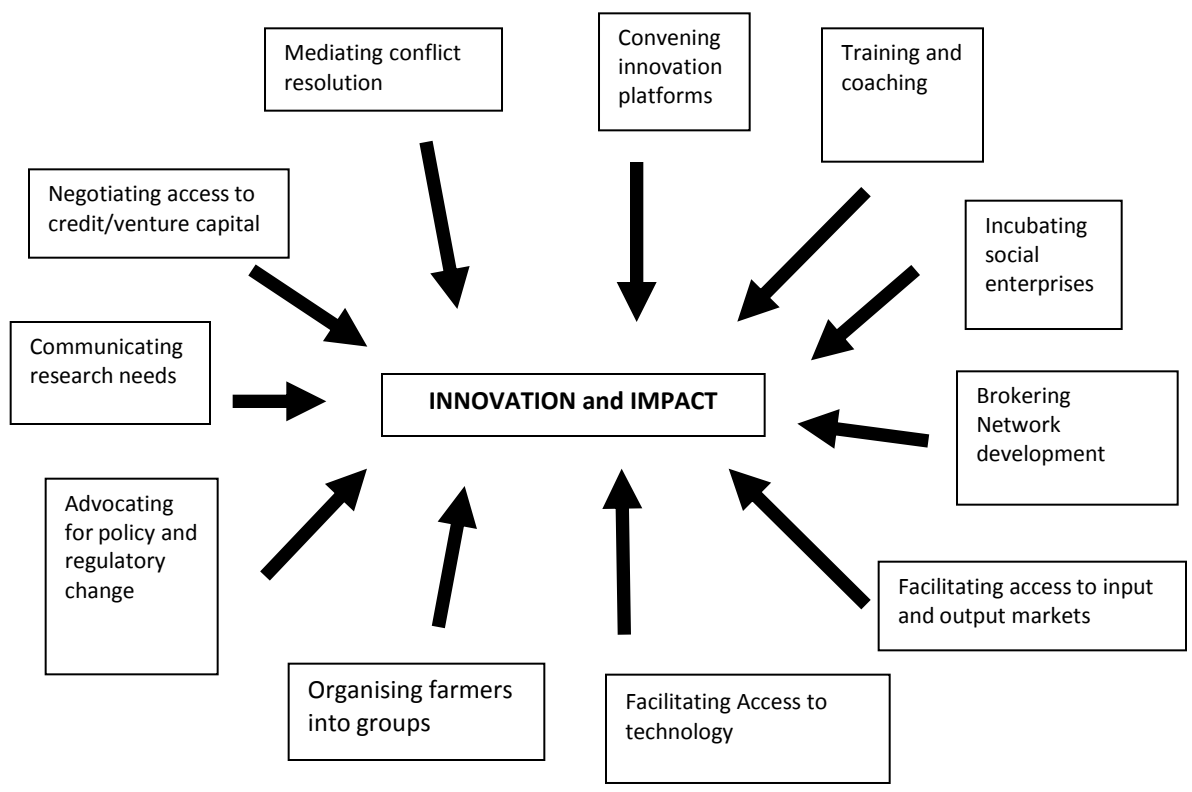 Mediating conflict
resolution
Convening
innovation
platforms
Training and
coaching
Negotiating access to
credit/venture capital
Incubating
social
enterprises
Communicating
research needs
INNOVATION and IMPACT
Brokering
Network
development
Advocating
for policy and
regulatory
change
Facilitating access to input
and output markets
Organising farmers
into groups
Facilitating Access to
technology